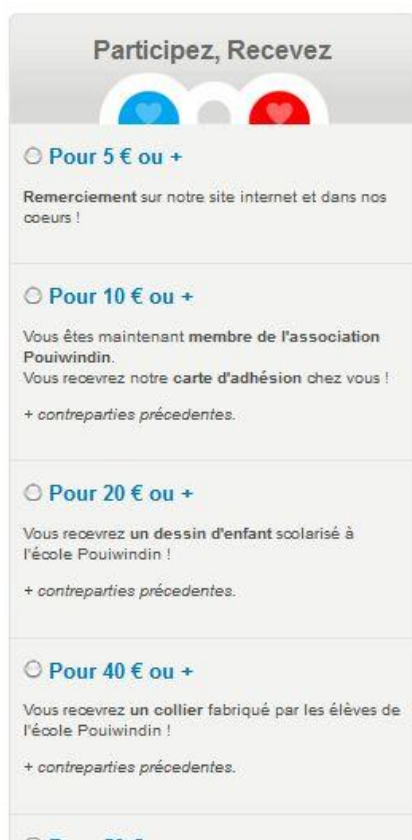 Participez, Recevez
Pour 5 € ou +
Remerciement sur notre site internet et dans nos
coeurs !
Pour 10 € ou +
Vous êtes maintenant membre de l'association
Pouiwindin.
Vous recevrez notre carte d'adhésion chez vous !
+ contreparties précedentes.
Pour 20 € ou +
Vous recevrez un dessin d'enfant scolarisé à
l'école Pouiwindin !
+ contreparties précedentes.
Pour 40 € ou +
Vous recevrez un collier fabriqué par les élèves de
l'école Pouiwindin !
+ contreparties précedentes.